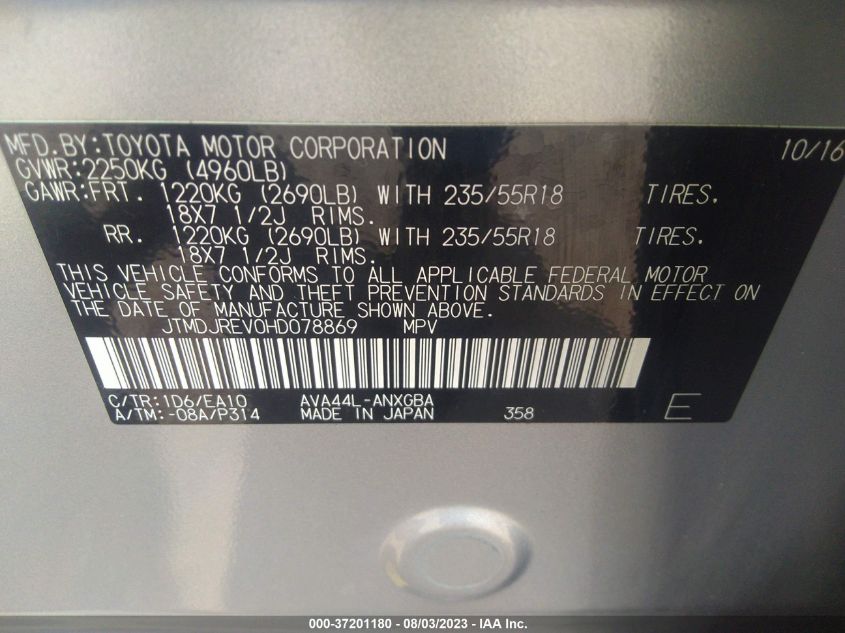 MFD.BY:TOYOTA MOTOR CORPORATION 10/16
GVWR:2250KG (4960LB)
GAWR:FRT. 1220KG (2690LB) WITH 235/55R18 TIRES.
18X7 1/2J RIMS.
RR. 1220KG (2690LB) WITH 235/55R18 TIRES.
18X7 1/2J RIMS.
THIS VEHICLE CONFORMS TO ALL APPLICABLE FEDERAL MOTOR
VEHICLE SAFETY AND THEFT PREVENTION STANDARDS IN EFFECT ON
THE DATE OF MANUFACTURE SHOWN ABOVE.
JTMDJREV0HD078869 MPV
C/TR:1D6/EA10 AVA44L-ANXGBA
A/TM:-08A/P314 MADE IN JAPAN 358 E
000-37201180 - 08/03/2023 - IAA Inc.